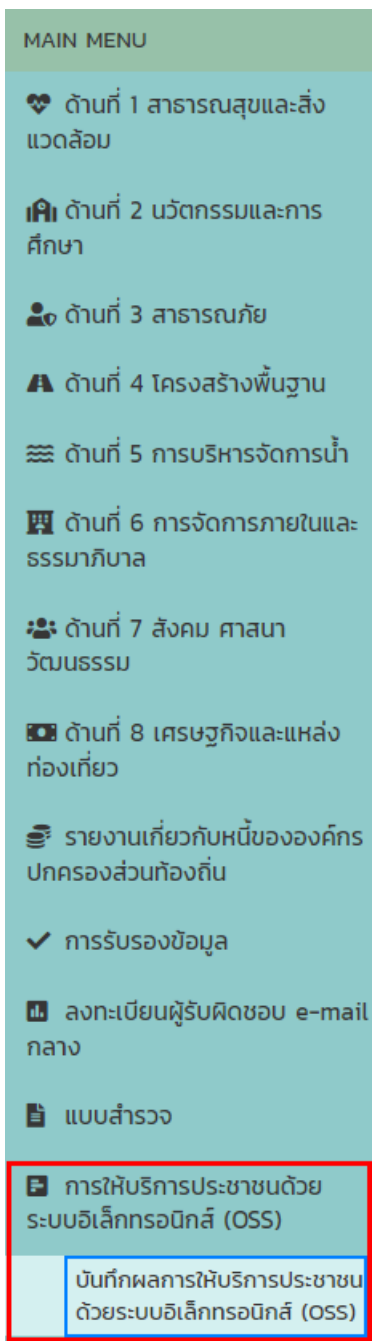 MAIN MENU
ด้านที่ 1 สาธารณสุขและสิ่ง
แวดล้อม
ด้านที่ 2 นวัตกรรมและการ
ศึกษา
ด้านที่ 3 สาธารณภัย
ด้านที่ 4 โครงสร้างพื้นฐาน
ด้านที่ 5 การบริหารจัดการน้ำ
ด้านที่ 6 การจัดการภายในและ
ธรรมาภิบาล
ด้านที่ 7 สังคม ศาสนา
วัฒนธรรม
ด้านที่ 8 เศรษฐกิจและแหล่ง
ท่องเที่ยว
รายงานเกี่ยวกับหนี้ขององค์กร
ปกครองส่วนท้องถิ่น
การรับรองข้อมูล
ลงทะเบียนผู้รับผิดชอบ e-mail
กลาง
แบบสำรวจ
การให้บริการประชาชนด้วย
ระบบอิเล็กทรอนิกส์ (OSS)
บันทึกผลการให้บริการประชาชน
ด้วยระบบอิเล็กทรอนิกส์ (OSS)